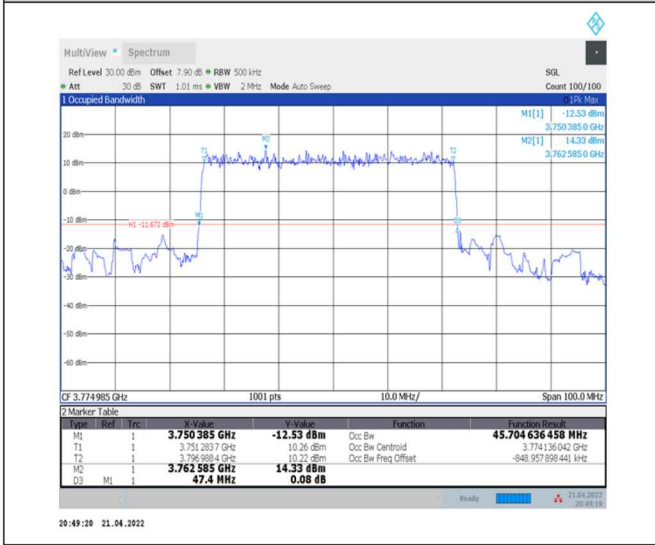 MultiView Spectrum
Ref Level 30.00 dBm Offset 7.90 dB RBW 500 kHz SGL
Att 30 dB SWT 1.01 ms VBW 2 MHz Mode Auto Sweep Count 100/100
1 Occupied Bandwidth 1Pk Max
M1[1] -12.53 dBm
3.750 385 0 GHz
M2[1] 14.33 dBm
3.762 585 0 GHz
20 dBm
M2
T1 T2
10 dBm
0 dBm
-10 dBm
M1
H1 -11.672 dBm
D3
-20 dBm
-30 dBm
-40 dBm
-50 dBm
-60 dBm
CF 3.774985 GHz 1001 pts 10.0 MHz/ Span 100.0 MHz
2 Marker Table
Type Ref Trc X-Value Y-Value Function Function Result
M1 1 3.750 385 GHz -12.53 dBm Occ Bw 45.704 636 458 MHz
T1 1 3.751 283 7 GHz 10.26 dBm Occ Bw Centroid 3.774 136 042 GHz
T2 1 3.796 988 4 GHz 10.22 dBm Occ Bw Freq Offset -848.957 898 441 kHz
M2 1 3.762 585 GHz 14.33 dBm
D3 M1 1 47.4 MHz 0.08 dB
Ready 21.04.2022
20:49:19
20:49:20 21.04.2022